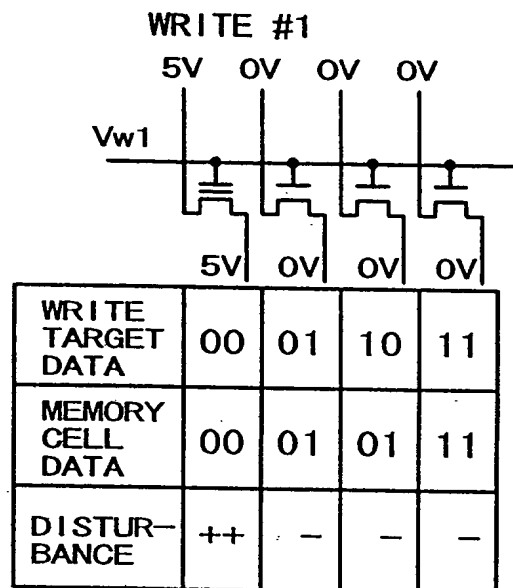 WRITE #1
5V 0V 0V 0V
Vw1
5V 0V 0V 0V
WRITE
TARGET
DATA
00 01 10 11
MEMORY
CELL
DATA
00 01 01 11
DISTUR-
BANCE
++ - - -